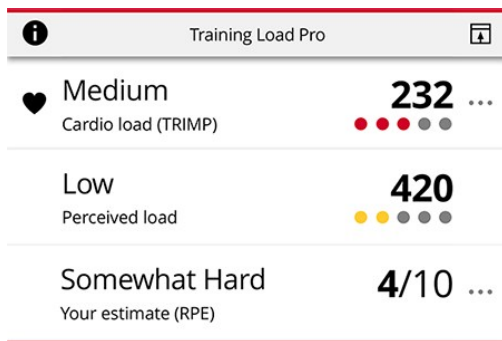 Training Load Pro
Medium 232 ...
Cardio load (TRIMP)
Low 420
Perceived load
Somewhat Hard 4/10 ...
Your estimate (RPE)